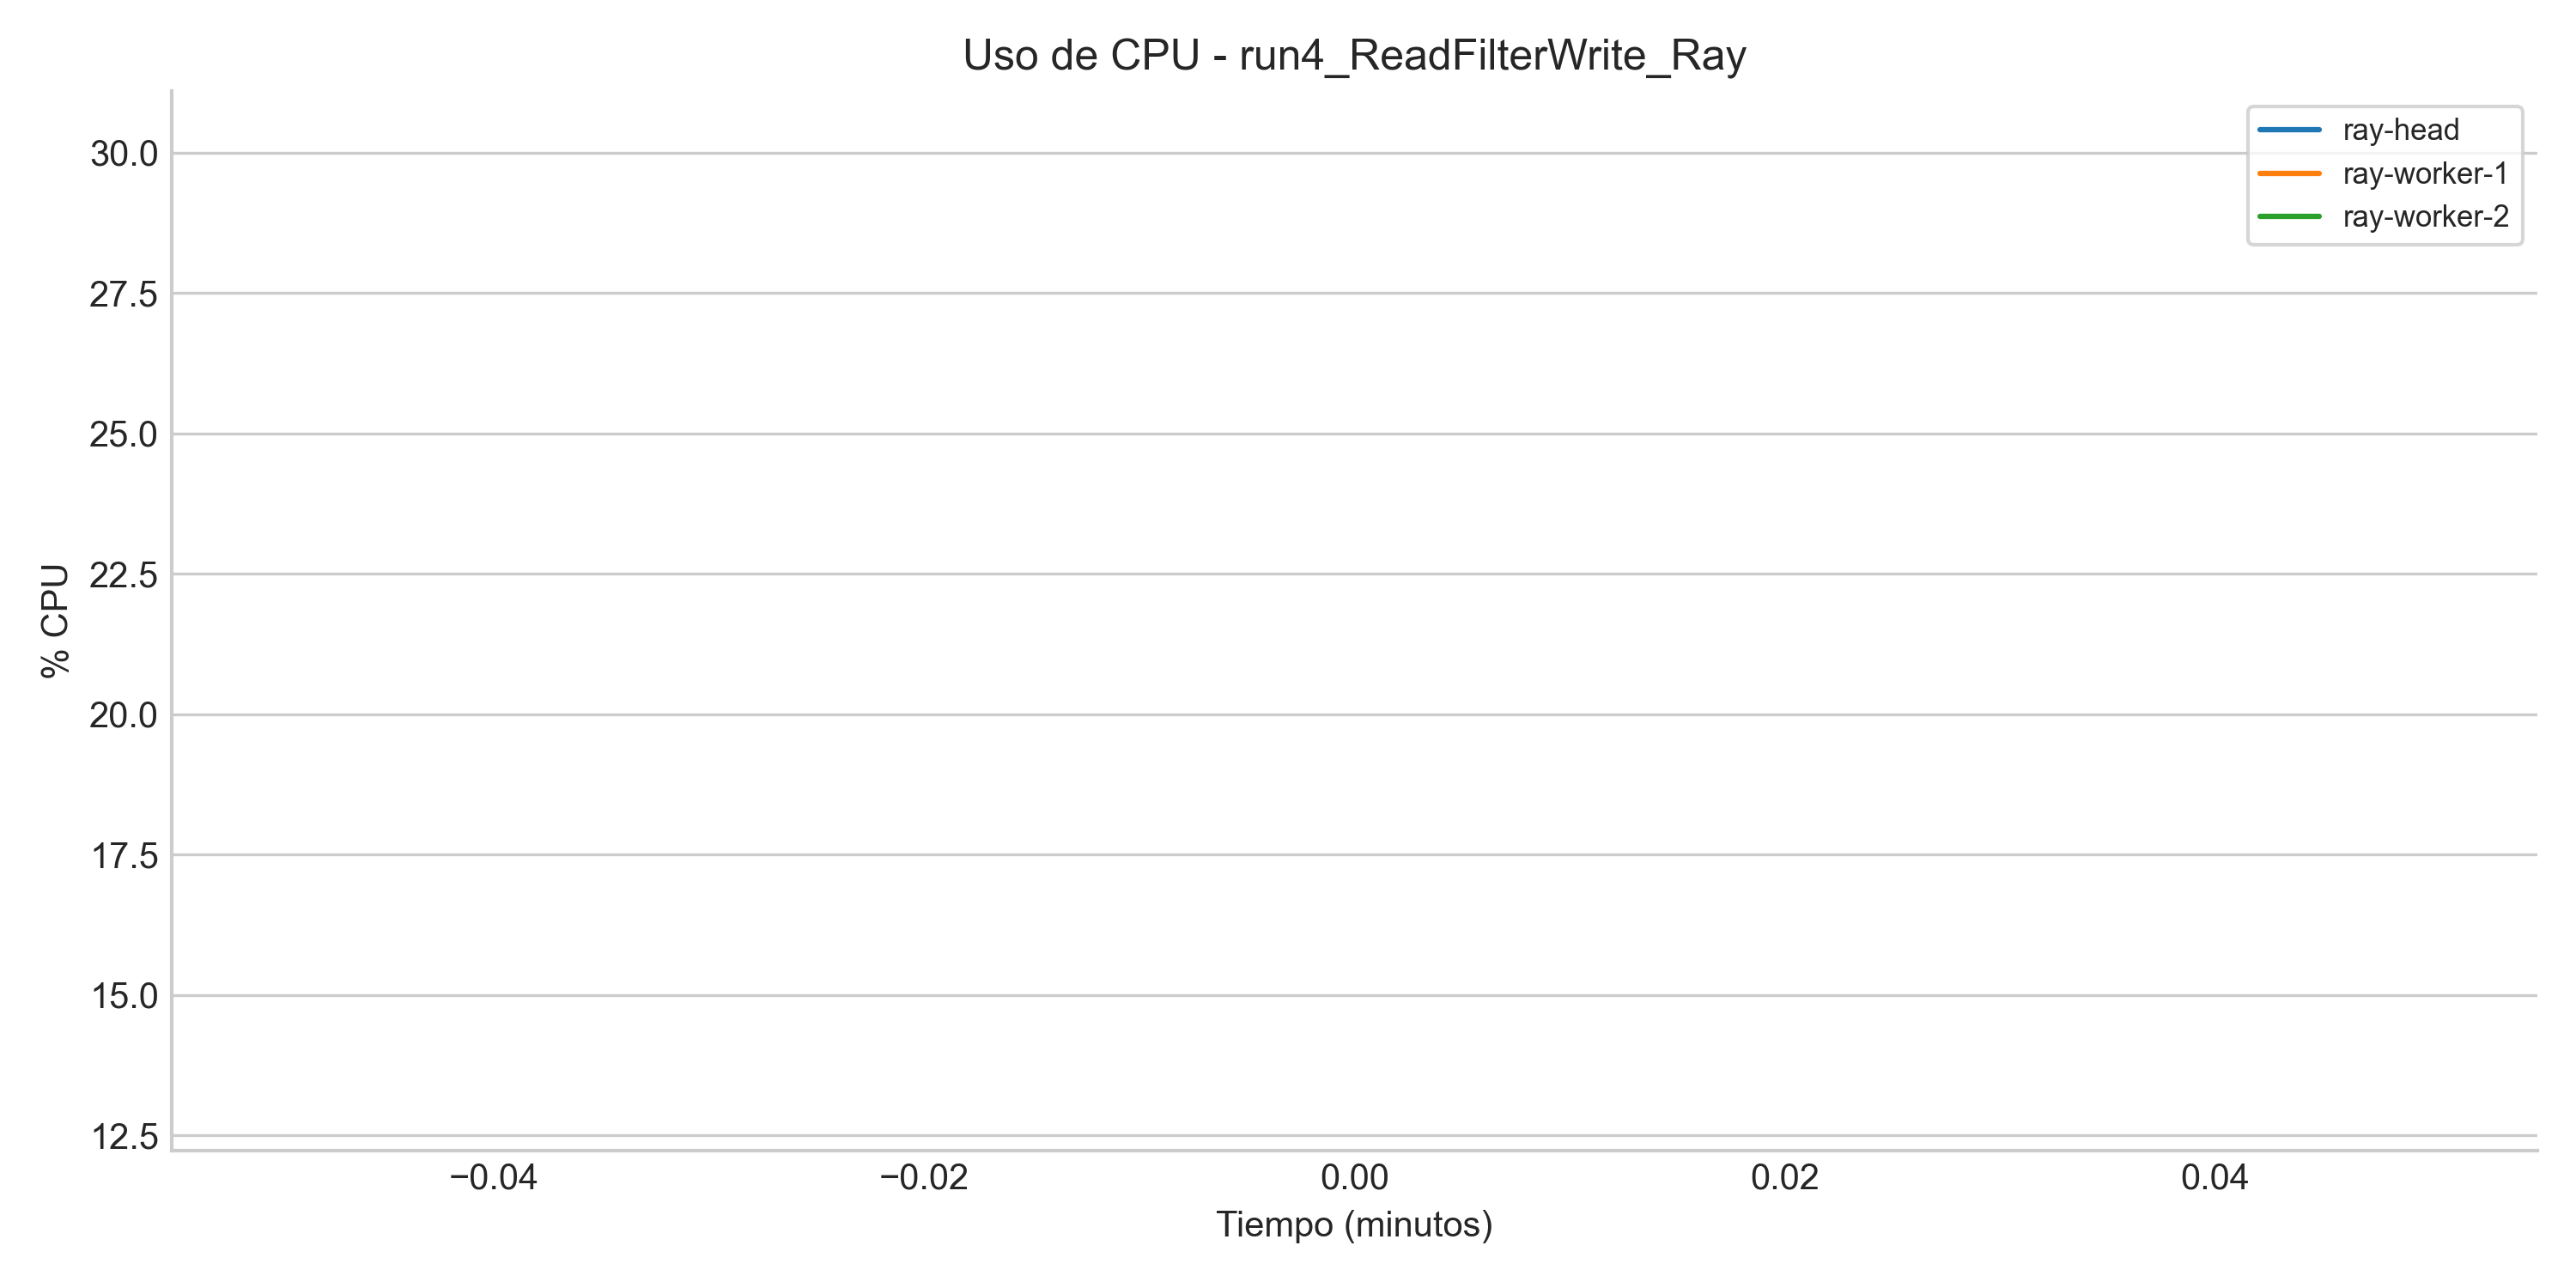 Uso de CPU - run4_ReadFilterWrite_Ray
ray-head
ray-worker-1
ray-worker-2
% CPU
30.0
27.5
25.0
22.5
20.0
17.5
15.0
12.5
−0.04
−0.02
0.00
0.02
0.04
Tiempo (minutos)